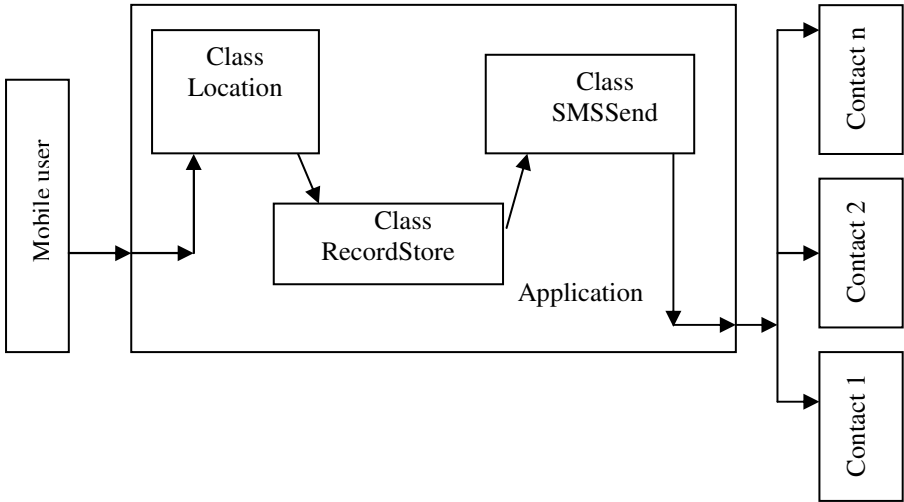 Mobile user
Class
Location
Class
RecordStore
Class
SMSSend
Application
Contact n
Contact 2
Contact 1